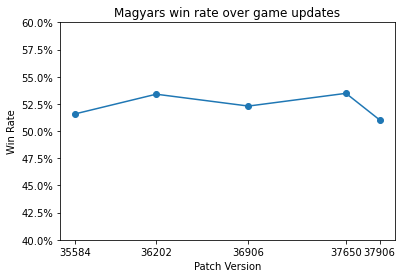 Magyars win rate over game updates
60.0%
57.5%
55.0%
52.5%
50.0%
47.5%
45.0%
42.5%
40.0%
Win Rate
35584 36202 36906 37650 37906
Patch Version